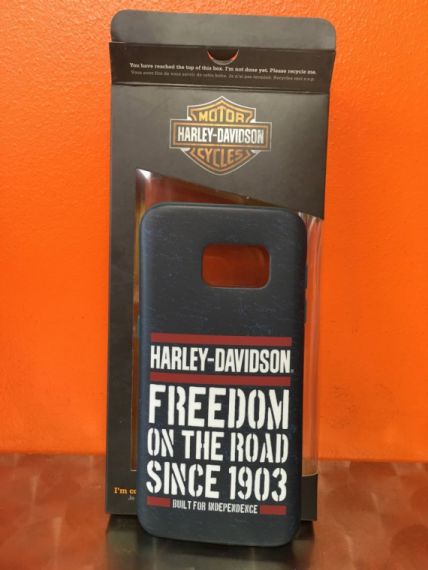 You have reached the top of this box. I'm not done yet. Please recycle me.
MOTOR
HARLEY-DAVIDSON
CYCLES
HARLEY-DAVIDSON
FREEDOM
ON THE ROAD
SINCE 1903
BUILT FOR INDEPENDENCE
I'm